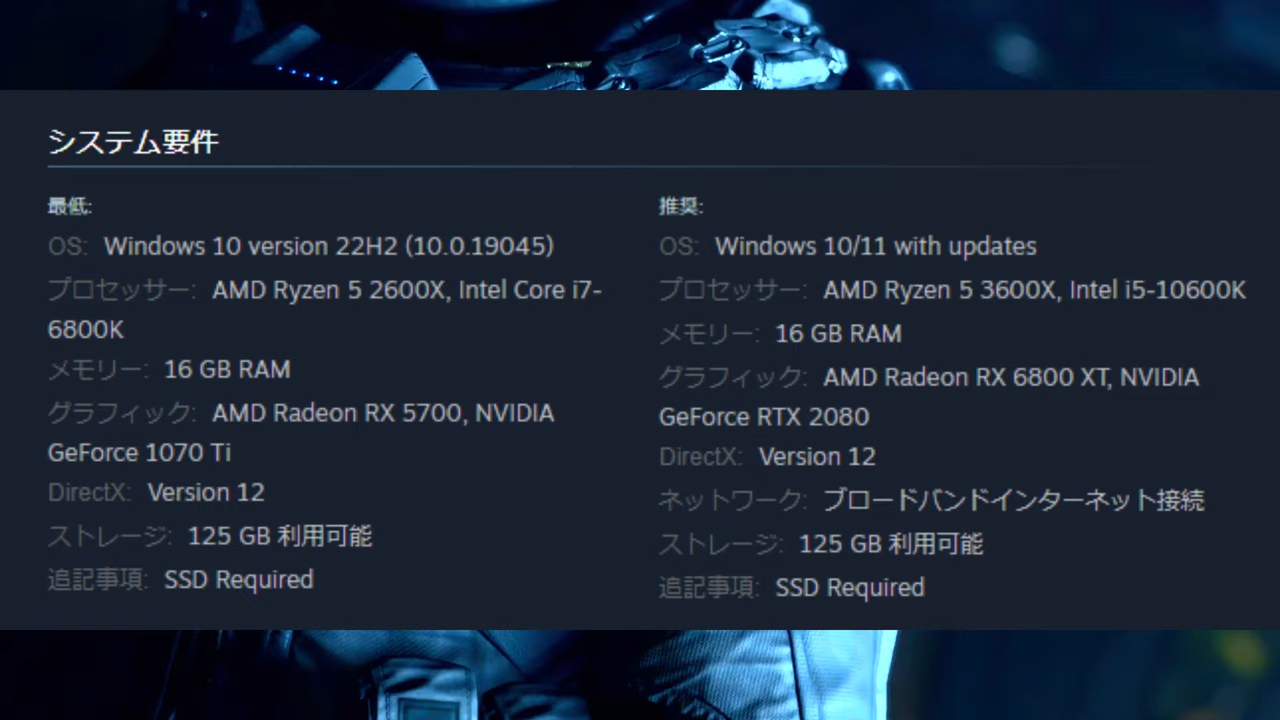 システム要件
最低:
OS: Windows 10 version 22H2 (10.0.19045)
プロセッサー: AMD Ryzen 5 2600X, Intel Core i7-
6800K
メモリー: 16 GB RAM
グラフィック: AMD Radeon RX 5700, NVIDIA
GeForce 1070 Ti
DirectX: Version 12
ストレージ: 125 GB 利用可能
追記事項: SSD Required
推奨:
OS: Windows 10/11 with updates
プロセッサー: AMD Ryzen 5 3600X, Intel i5-10600K
メモリー: 16 GB RAM
グラフィック: AMD Radeon RX 6800 XT, NVIDIA
GeForce RTX 2080
DirectX: Version 12
ネットワーク: ブロードバンドインターネット接続
ストレージ: 125 GB 利用可能
追記事項: SSD Required